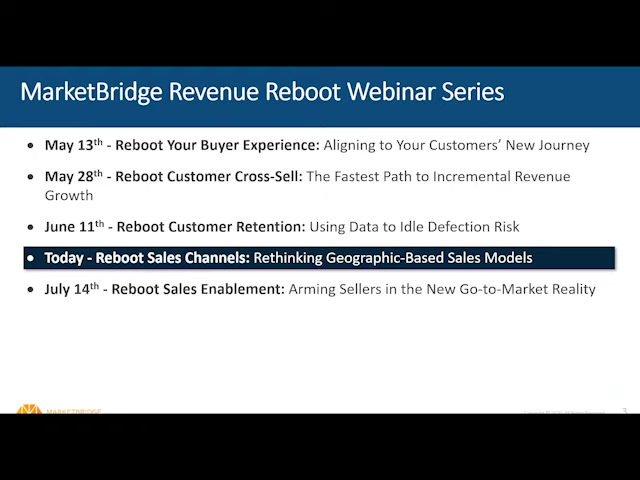 MarketBridge Revenue Reboot Webinar Series
• May 13th - Reboot Your Buyer Experience: Aligning to Your Customers’ New Journey
• May 28th - Reboot Customer Cross-Sell: The Fastest Path to Incremental Revenue
Growth
• June 11th - Reboot Customer Retention: Using Data to Idle Defection Risk
• Today - Reboot Sales Channels: Rethinking Geographic-Based Sales Models
• July 14th - Reboot Sales Enablement: Arming Sellers in the New Go-to-Market Reality
MARKETBRIDGE
3